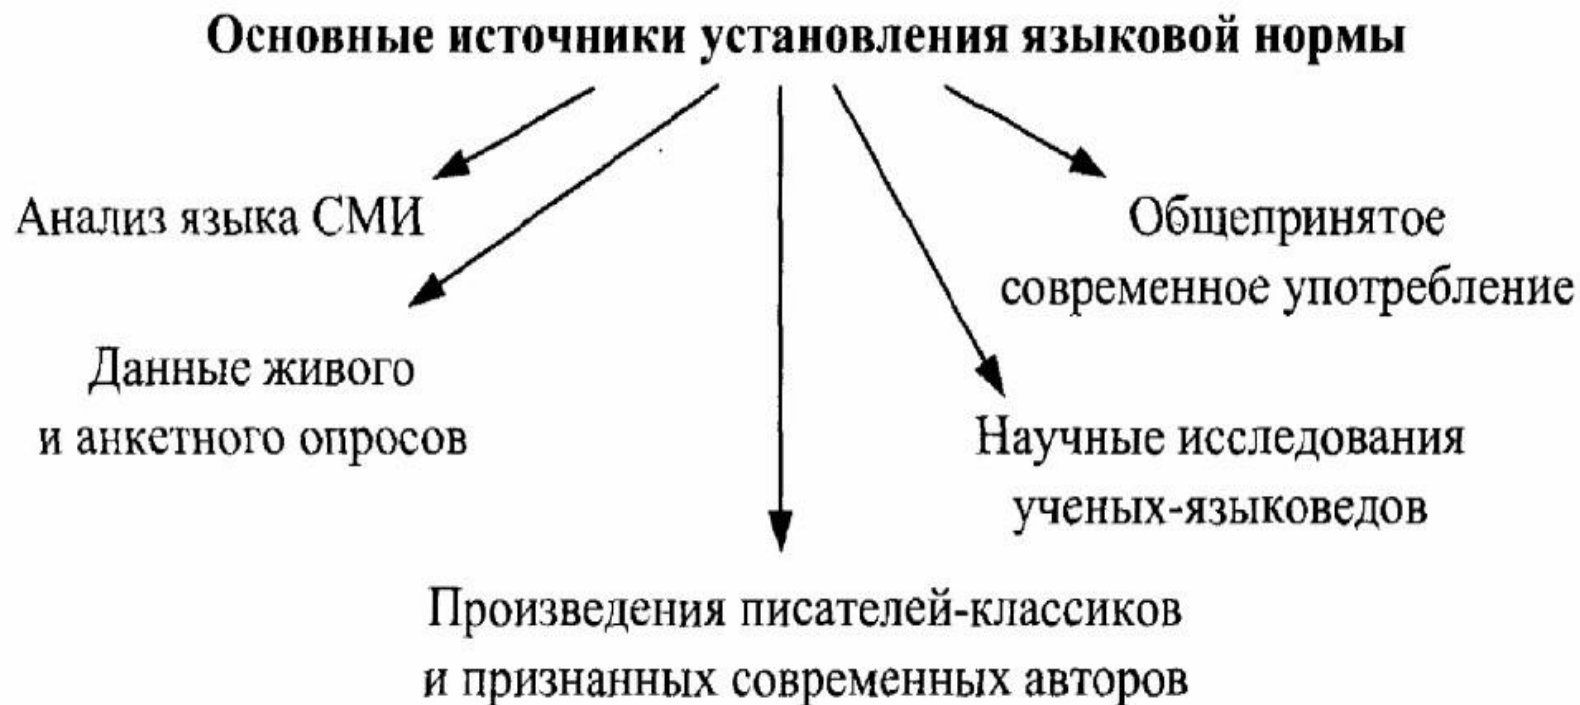 Основные источники установления языковой нормы
Анализ языка СМИ
Общепринятое
современное употребление
Данные живого
и анкетного опросов
Научные исследования
ученых-языковедов
Произведения писателей-классиков
и признанных современных авторов